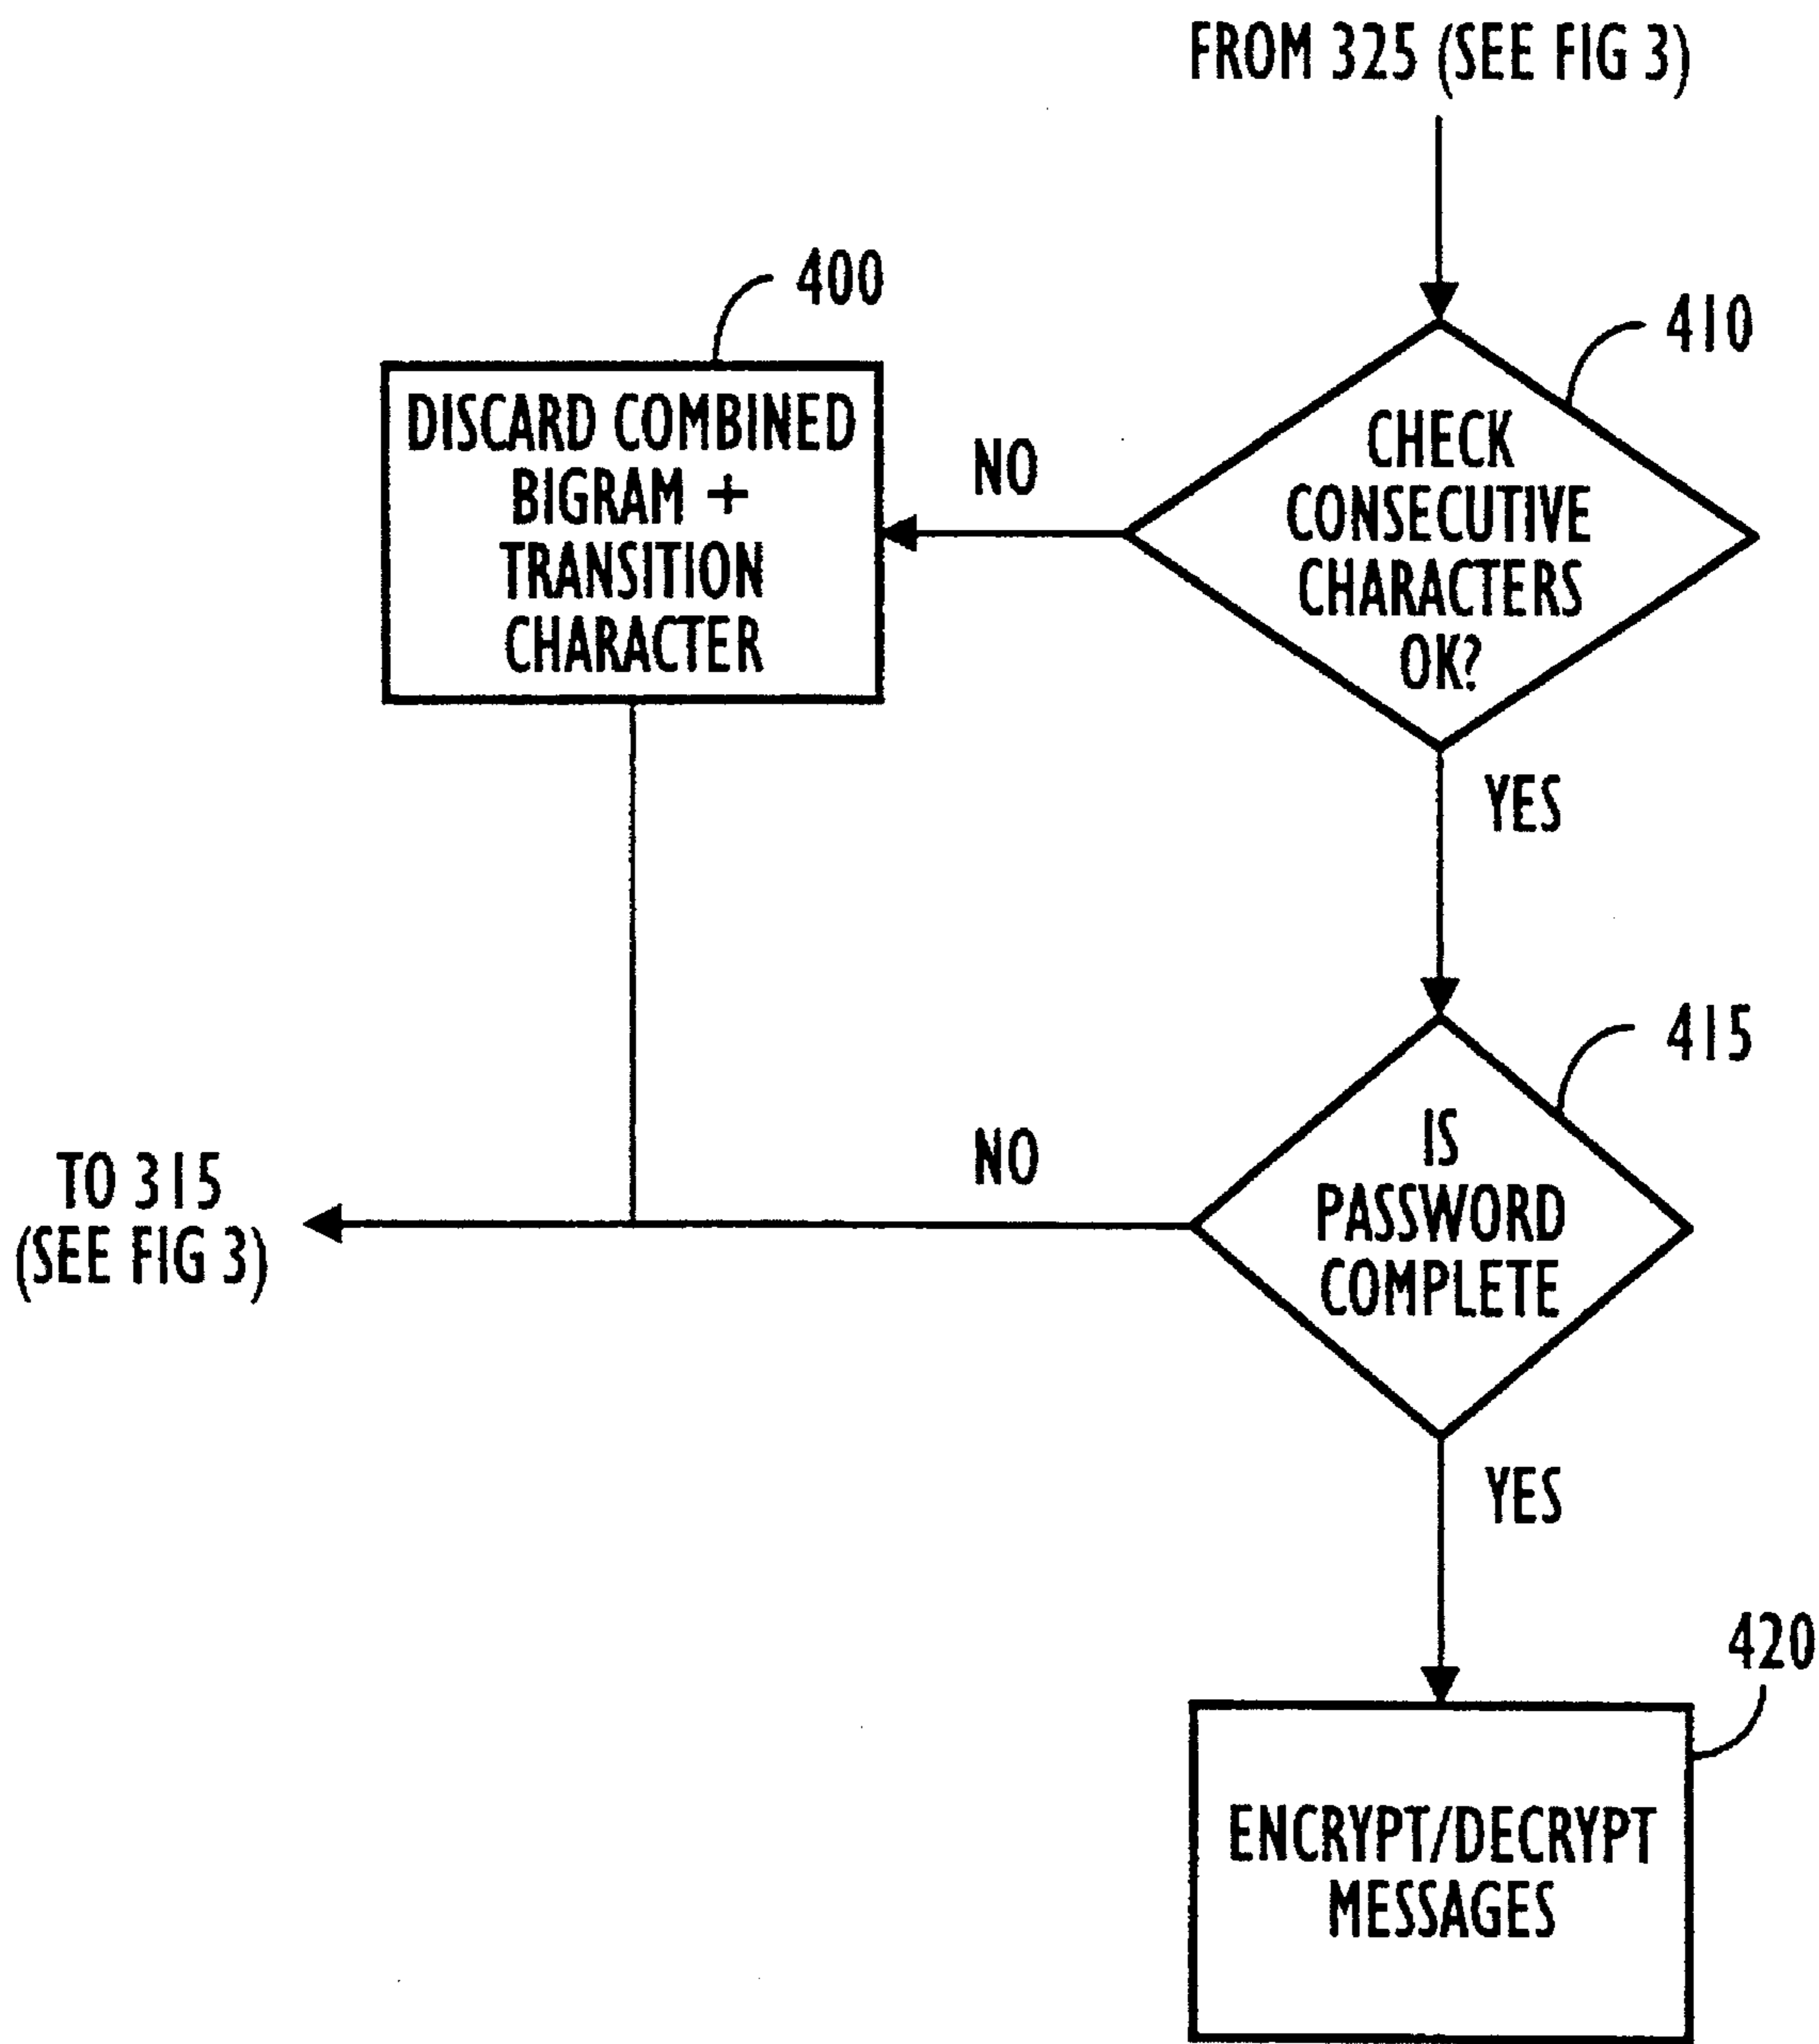 FROM 325 (SEE FIG 3)
400
410
DISCARD COMBINED
BIGRAM +
TRANSITION
CHARACTER
NO
CHECK
CONSECUTIVE
CHARACTERS
OK?
YES
415
TO 315
(SEE FIG 3)
NO
IS
PASSWORD
COMPLETE
YES
420
ENCRYPT/DECRYPT
MESSAGES